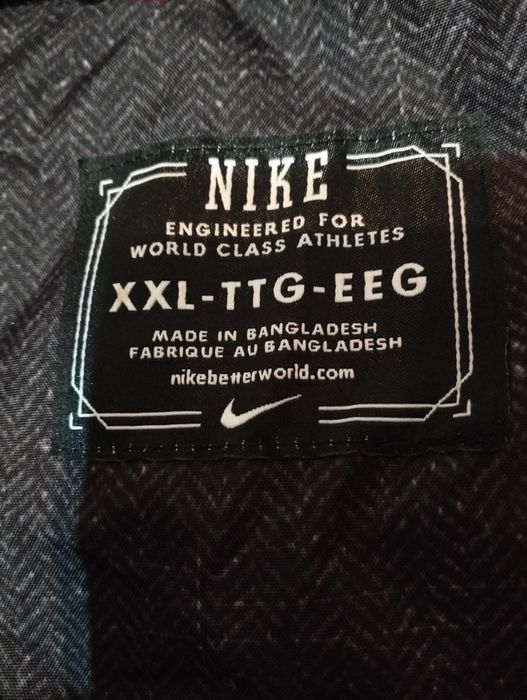 NIKE
ENGINEERED FOR
WORLD CLASS ATHLETES
XXL-TTG-EEG
MADE IN BANGLADESH
FABRIQUE AU BANGLADESH
nikebetterworld.com